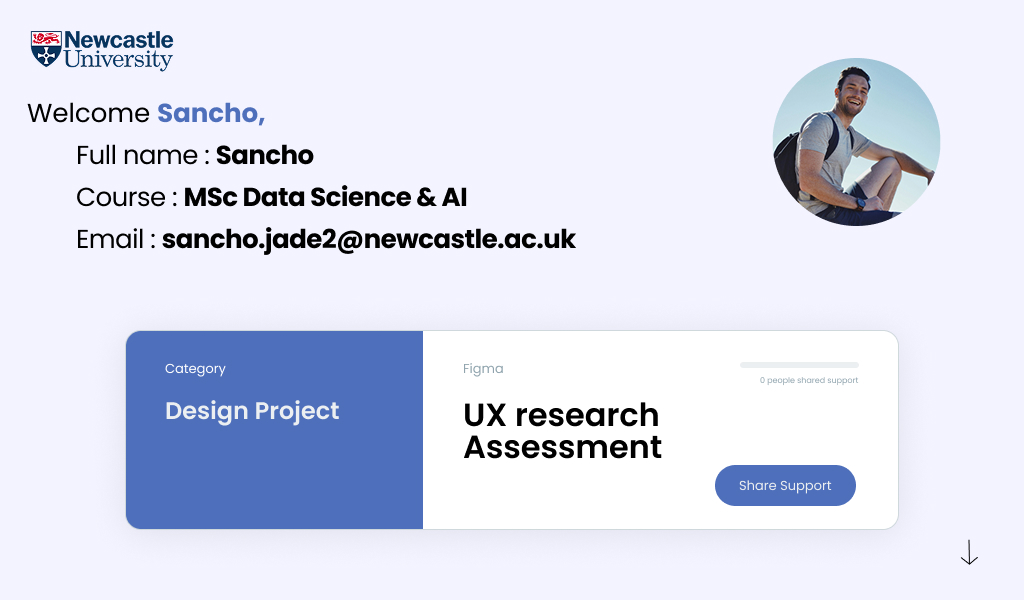 Newcastle
University
Welcome Sancho,
Full name : Sancho
Course : MSc Data Science & AI
Email : sancho.jade2@newcastle.ac.uk
Category
Design Project
Figma
0 people shared support
UX research
Assessment
Share Support